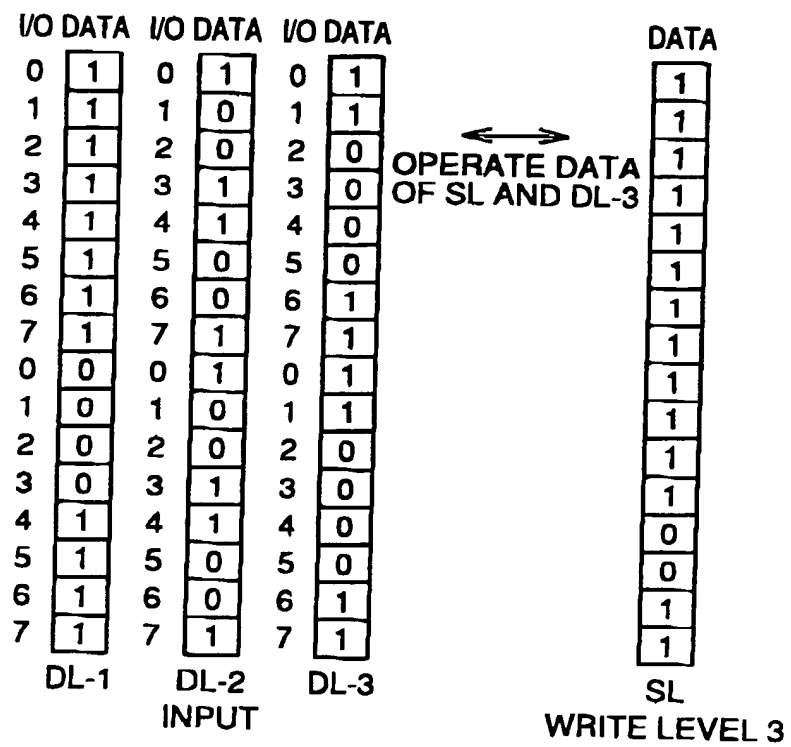 I/O DATA I/O DATA I/O DATA DATA
0 1 0 1 0 1 1
1 1 1 0 1 1 1
2 1 2 0 2 0 1
3 1 3 1 3 0 1
4 1 4 1 4 0 1
5 1 5 0 5 0 1
6 1 6 0 6 1 1
7 1 7 1 7 1 1
0 0 0 1 0 1 1
1 0 1 0 1 1 1
2 0 2 0 2 0 1
3 0 3 1 3 0 1
4 1 4 1 4 0 0
5 1 5 0 5 0 0
6 1 6 0 6 1 1
7 1 7 1 7 1 1
OPERATE DATA
OF SL AND DL-3
DL-1 DL-2 DL-3 SL
INPUT WRITE LEVEL 3